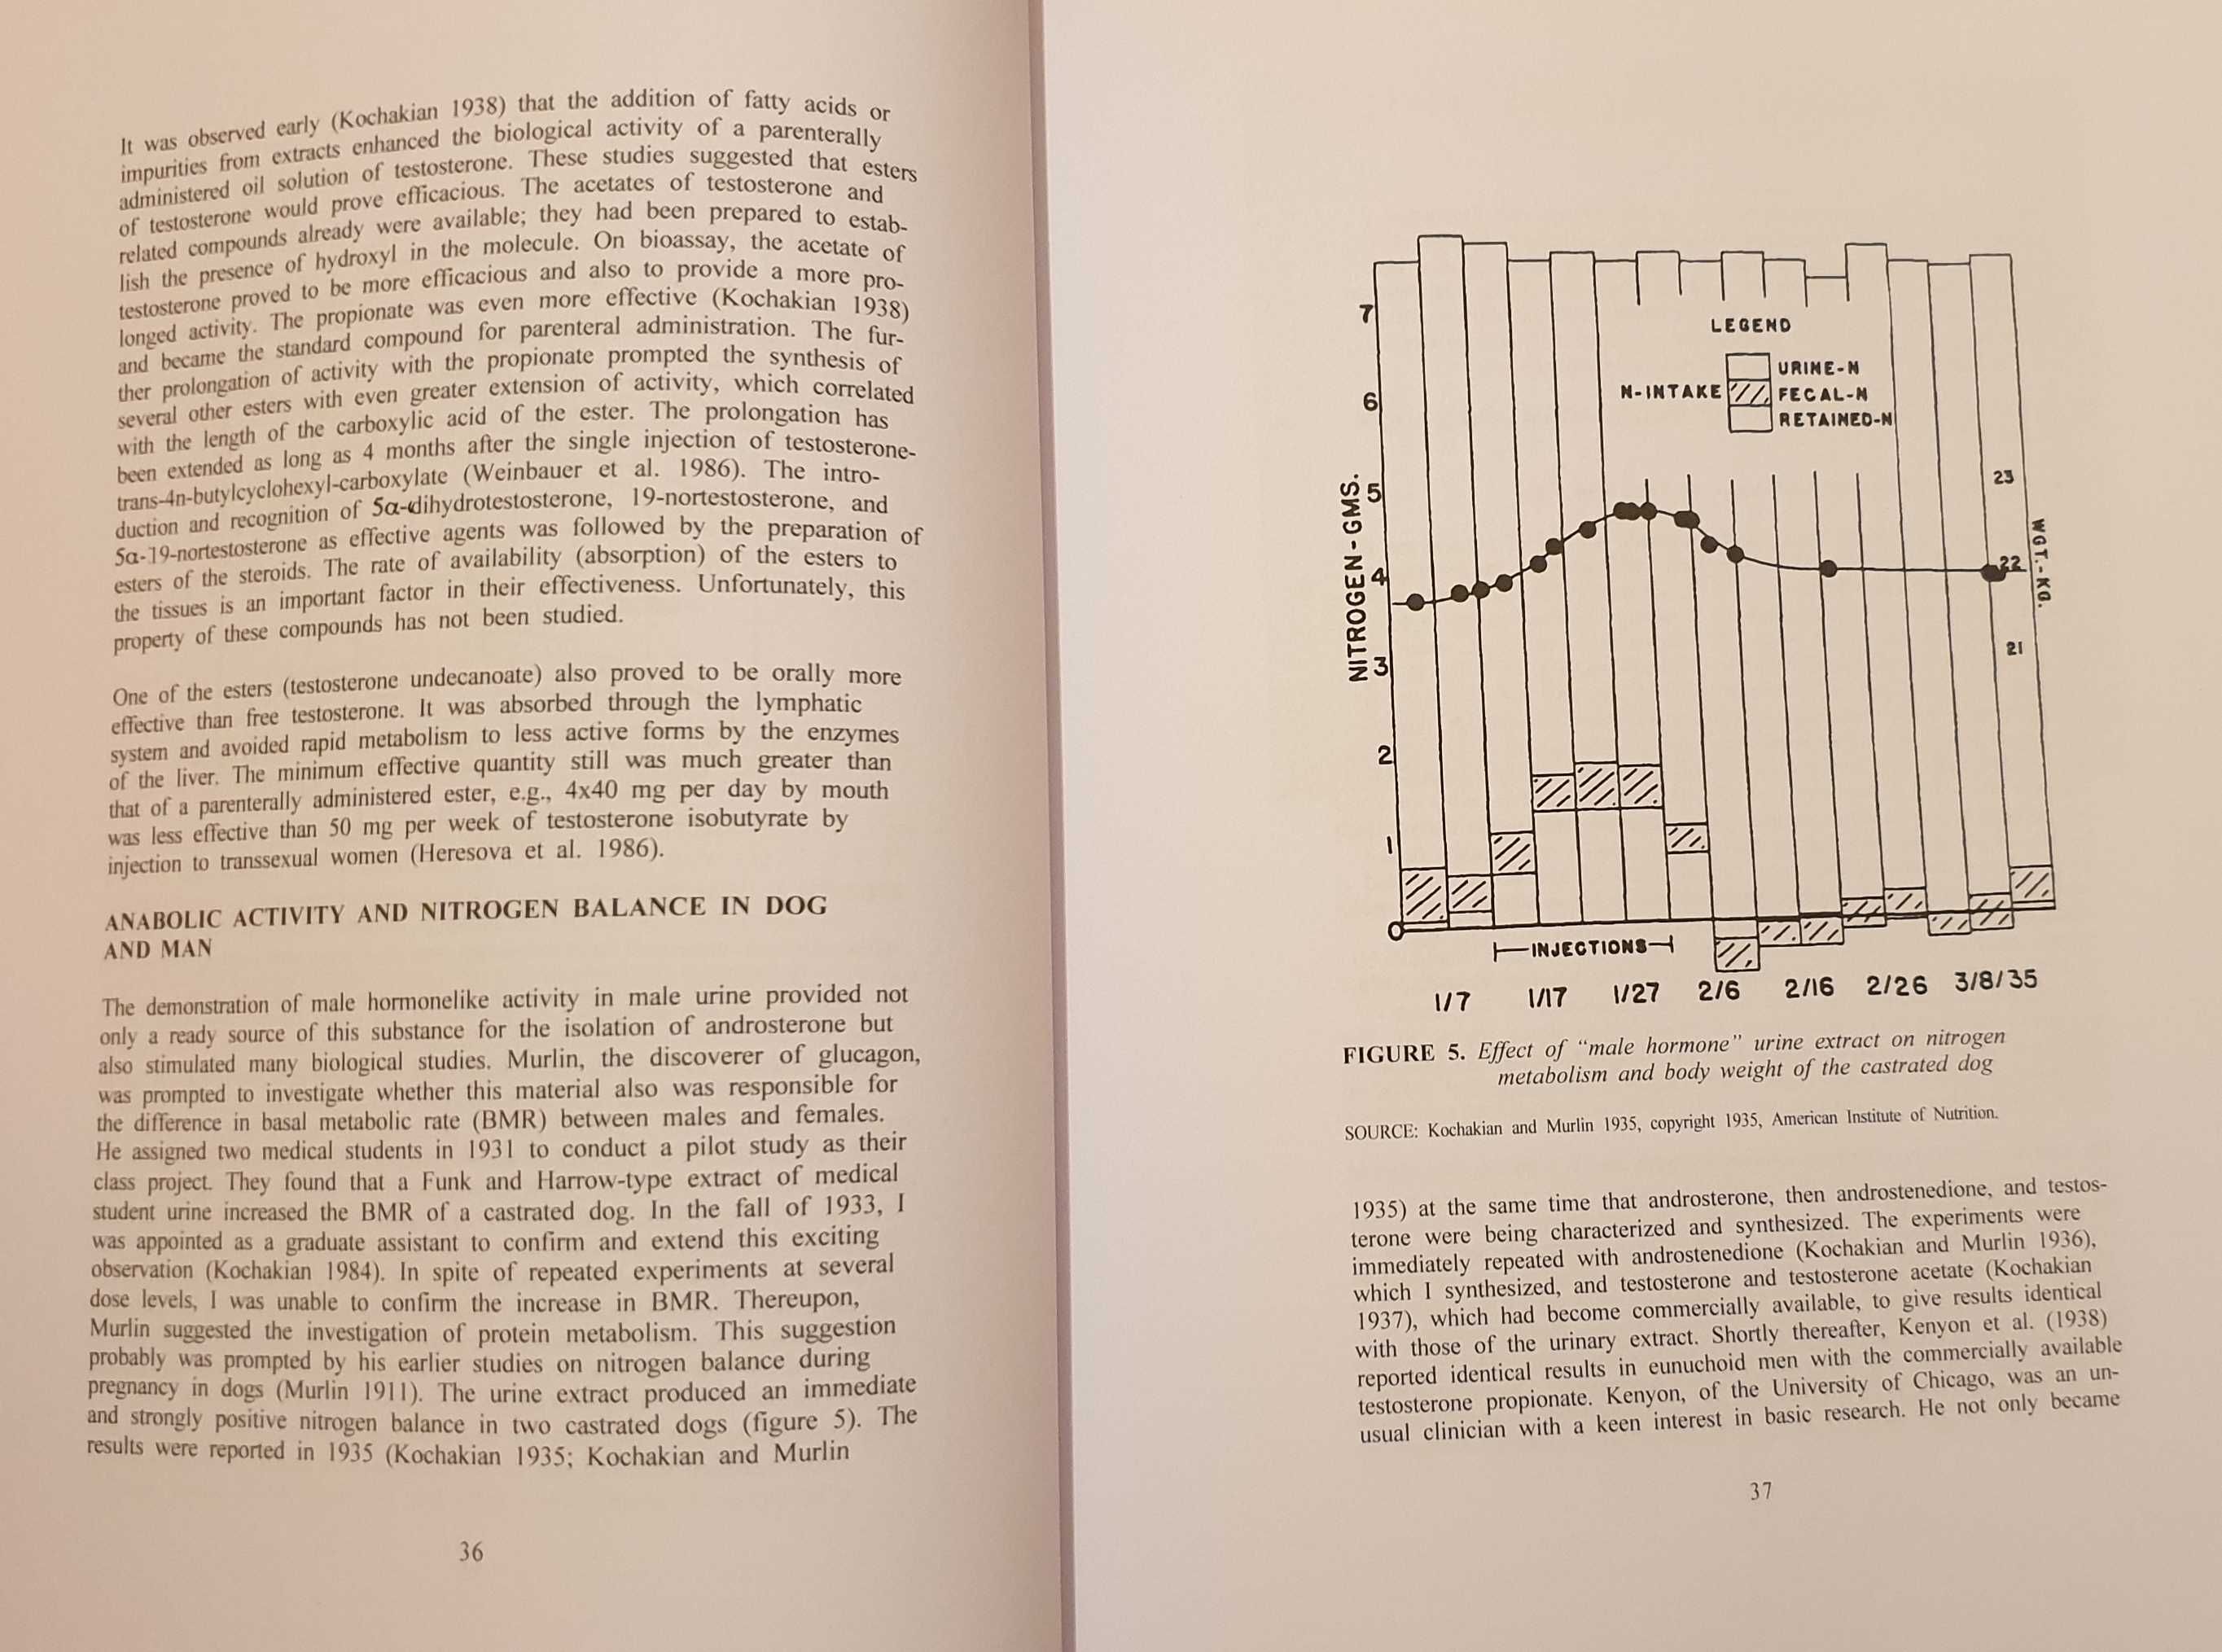 It was observed early (Kochakian 1938) that the addition of fatty acids or
impurities from extracts enhanced the biological activity of a parenterally
administered oil solution of testosterone. These studies suggested that esters
of testosterone would prove efficacious. The acetates of testosterone and
related compounds already were available; they had been prepared to estab-
lish the presence of hydroxyl in the molecule. On bioassay, the acetate of
testosterone proved to be more efficacious and also to provide a more pro-
longed activity. The propionate was even more effective (Kochakian 1938)
and became the standard compound for parenteral administration. The fur-
ther prolongation of activity with the propionate prompted the synthesis of
several other esters with even greater extension of activity, which correlated
with the length of the carboxylic acid of the ester. The prolongation has
been extended as long as 4 months after the single injection of testosterone-
trans-4n-butylcyclohexyl-carboxylate (Weinbauer et al. 1986). The intro-
duction and recognition of 5α-dihydrotestosterone, 19-nortestosterone, and
5α-19-nortestosterone as effective agents was followed by the preparation of
esters of the steroids. The rate of availability (absorption) of the esters to
the tissues is an important factor in their effectiveness. Unfortunately, this
property of these compounds has not been studied.
One of the esters (testosterone undecanoate) also proved to be orally more
effective than free testosterone. It was absorbed through the lymphatic
system and avoided rapid metabolism to less active forms by the enzymes
of the liver. The minimum effective quantity still was much greater than
that of a parenterally administered ester, e.g., 4x40 mg per day by mouth
was less effective than 50 mg per week of testosterone isobutyrate by
injection to transsexual women (Heresova et al. 1986).
ANABOLIC ACTIVITY AND NITROGEN BALANCE IN DOG
AND MAN
The demonstration of male hormonelike activity in male urine provided not
only a ready source of this substance for the isolation of androsterone but
also stimulated many biological studies. Murlin, the discoverer of glucagon,
was prompted to investigate whether this material also was responsible for
the difference in basal metabolic rate (BMR) between males and females.
He assigned two medical students in 1931 to conduct a pilot study as their
class project. They found that a Funk and Harrow-type extract of medical
student urine increased the BMR of a castrated dog. In the fall of 1933, I
was appointed as a graduate assistant to confirm and extend this exciting
observation (Kochakian 1984). In spite of repeated experiments at several
dose levels, I was unable to confirm the increase in BMR. Thereupon,
Murlin suggested the investigation of protein metabolism. This suggestion
probably was prompted by his earlier studies on nitrogen balance during
pregnancy in dogs (Murlin 1911). The urine extract produced an immediate
and strongly positive nitrogen balance in two castrated dogs (figure 5). The
results were reported in 1935 (Kochakian 1935; Kochakian and Murlin
36
7
6
5
4
3
2
1
0
NITROGEN-GMS.
LEGEND
N-INTAKE
URINE-N
FECAL-N
RETAINED-N
23
22
21
WGT.-KG.
INJECTIONS
1/7 1/17 1/27 2/6 2/16 2/26 3/8/35
FIGURE 5. Effect of “male hormone” urine extract on nitrogen
metabolism and body weight of the castrated dog
SOURCE: Kochakian and Murlin 1935, copyright 1935, American Institute of Nutrition.
1935) at the same time that androsterone, then androstenedione, and testos-
terone were being characterized and synthesized. The experiments were
immediately repeated with androstenedione (Kochakian and Murlin 1936),
which I synthesized, and testosterone and testosterone acetate (Kochakian
1937), which had become commercially available, to give results identical
with those of the urinary extract. Shortly thereafter, Kenyon et al. (1938)
reported identical results in eunuchoid men with the commercially available
testosterone propionate. Kenyon, of the University of Chicago, was an un-
usual clinician with a keen interest in basic research. He not only became
37